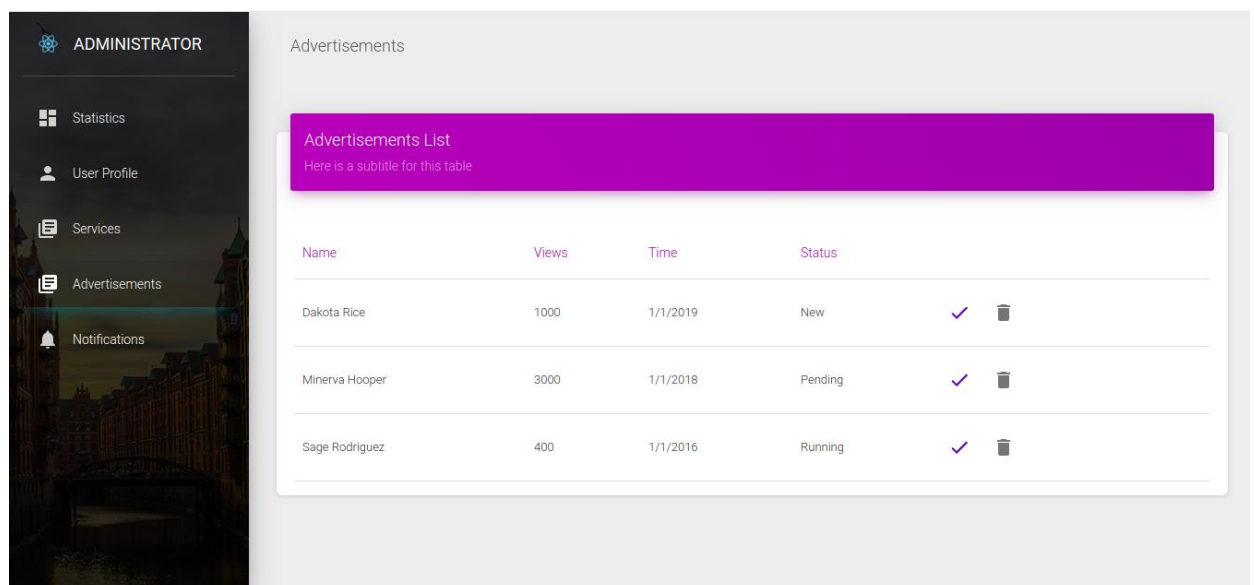 ADMINISTRATOR
Statistics
User Profile
Services
Advertisements
Notifications
Advertisements
Advertisements List
Here is a subtitle for this table
Name Views Time Status
Dakota Rice 1000 1/1/2019 New
Minerva Hooper 3000 1/1/2018 Pending
Sage Rodriguez 400 1/1/2016 Running